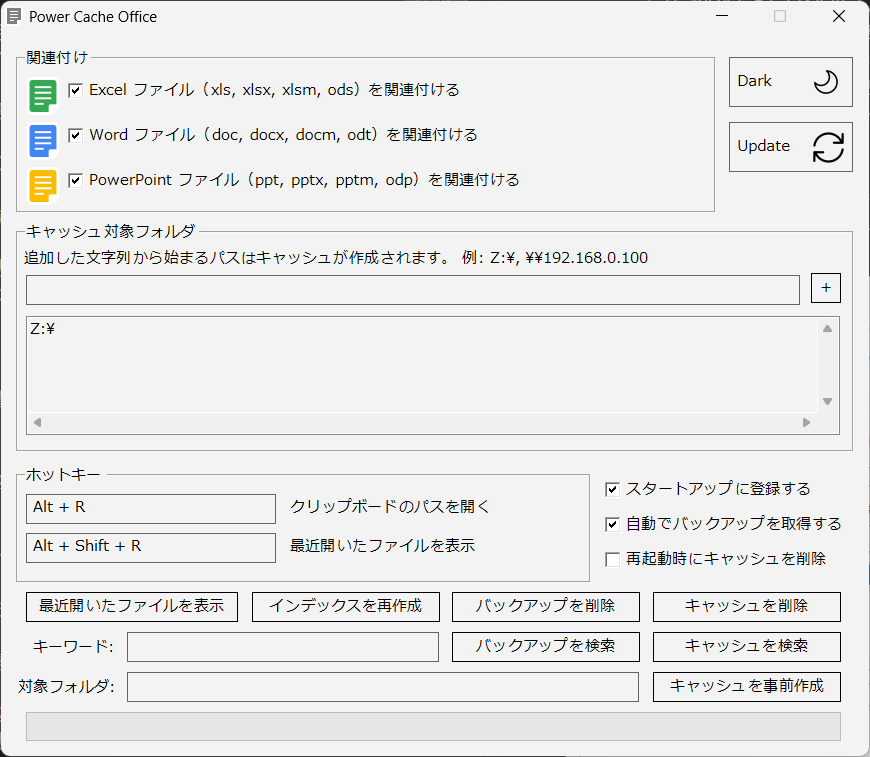 Power Cache Office
関連付け
Excel ファイル（xls, xlsx, xlsm, ods）を関連付ける
Dark
Word ファイル（doc, docx, docm, odt）を関連付ける
Update
PowerPoint ファイル（ppt, pptx, pptm, odp）を関連付ける
キャッシュ対象フォルダ
追加した文字列から始まるパスはキャッシュが作成されます。 例: Z:¥, ¥¥192.168.0.100
+
Z:¥
ホットキー
Alt + R
クリップボードのパスを開く
Alt + Shift + R
最近開いたファイルを表示
スタートアップに登録する
自動でバックアップを取得する
再起動時にキャッシュを削除
最近開いたファイルを表示
インデックスを再作成
バックアップを削除
キャッシュを削除
キーワード:
バックアップを検索
キャッシュを検索
対象フォルダ:
キャッシュを事前作成